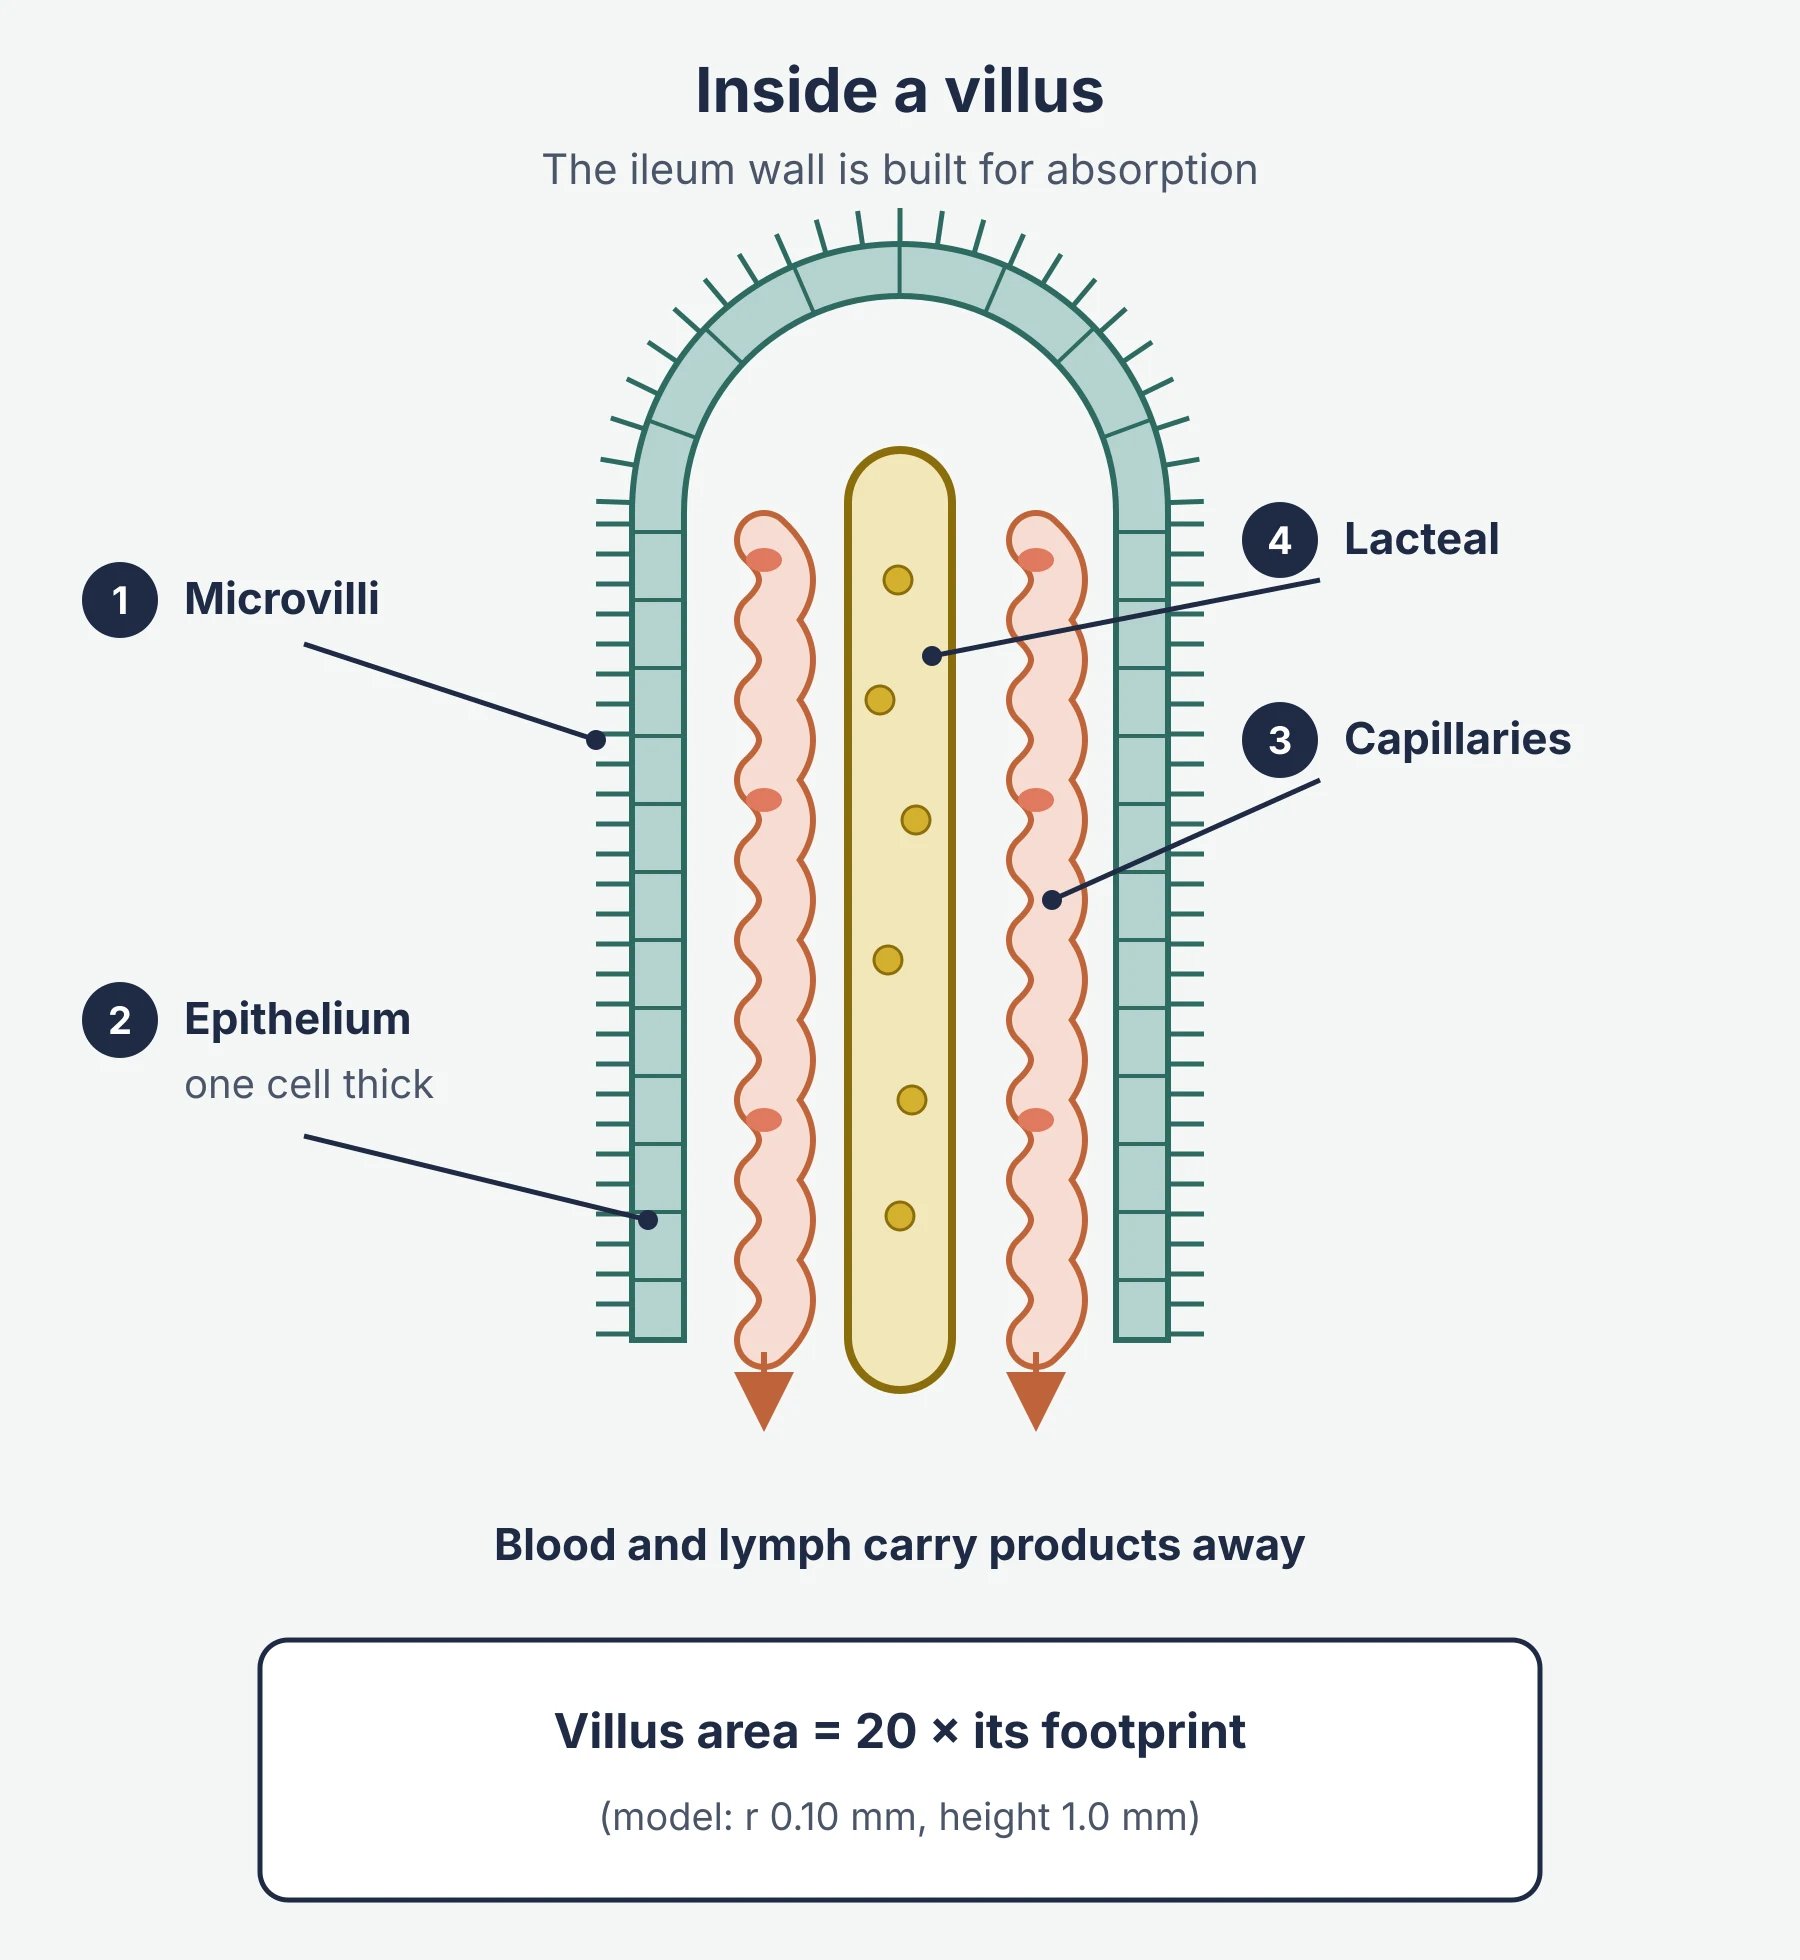 Inside a villus
The ileum wall is built for absorption
1 Microvilli
2 Epithelium
one cell thick
4 Lacteal
3 Capillaries
Blood and lymph carry products away
Villus area = 20 × its footprint
(model: r 0.10 mm, height 1.0 mm)